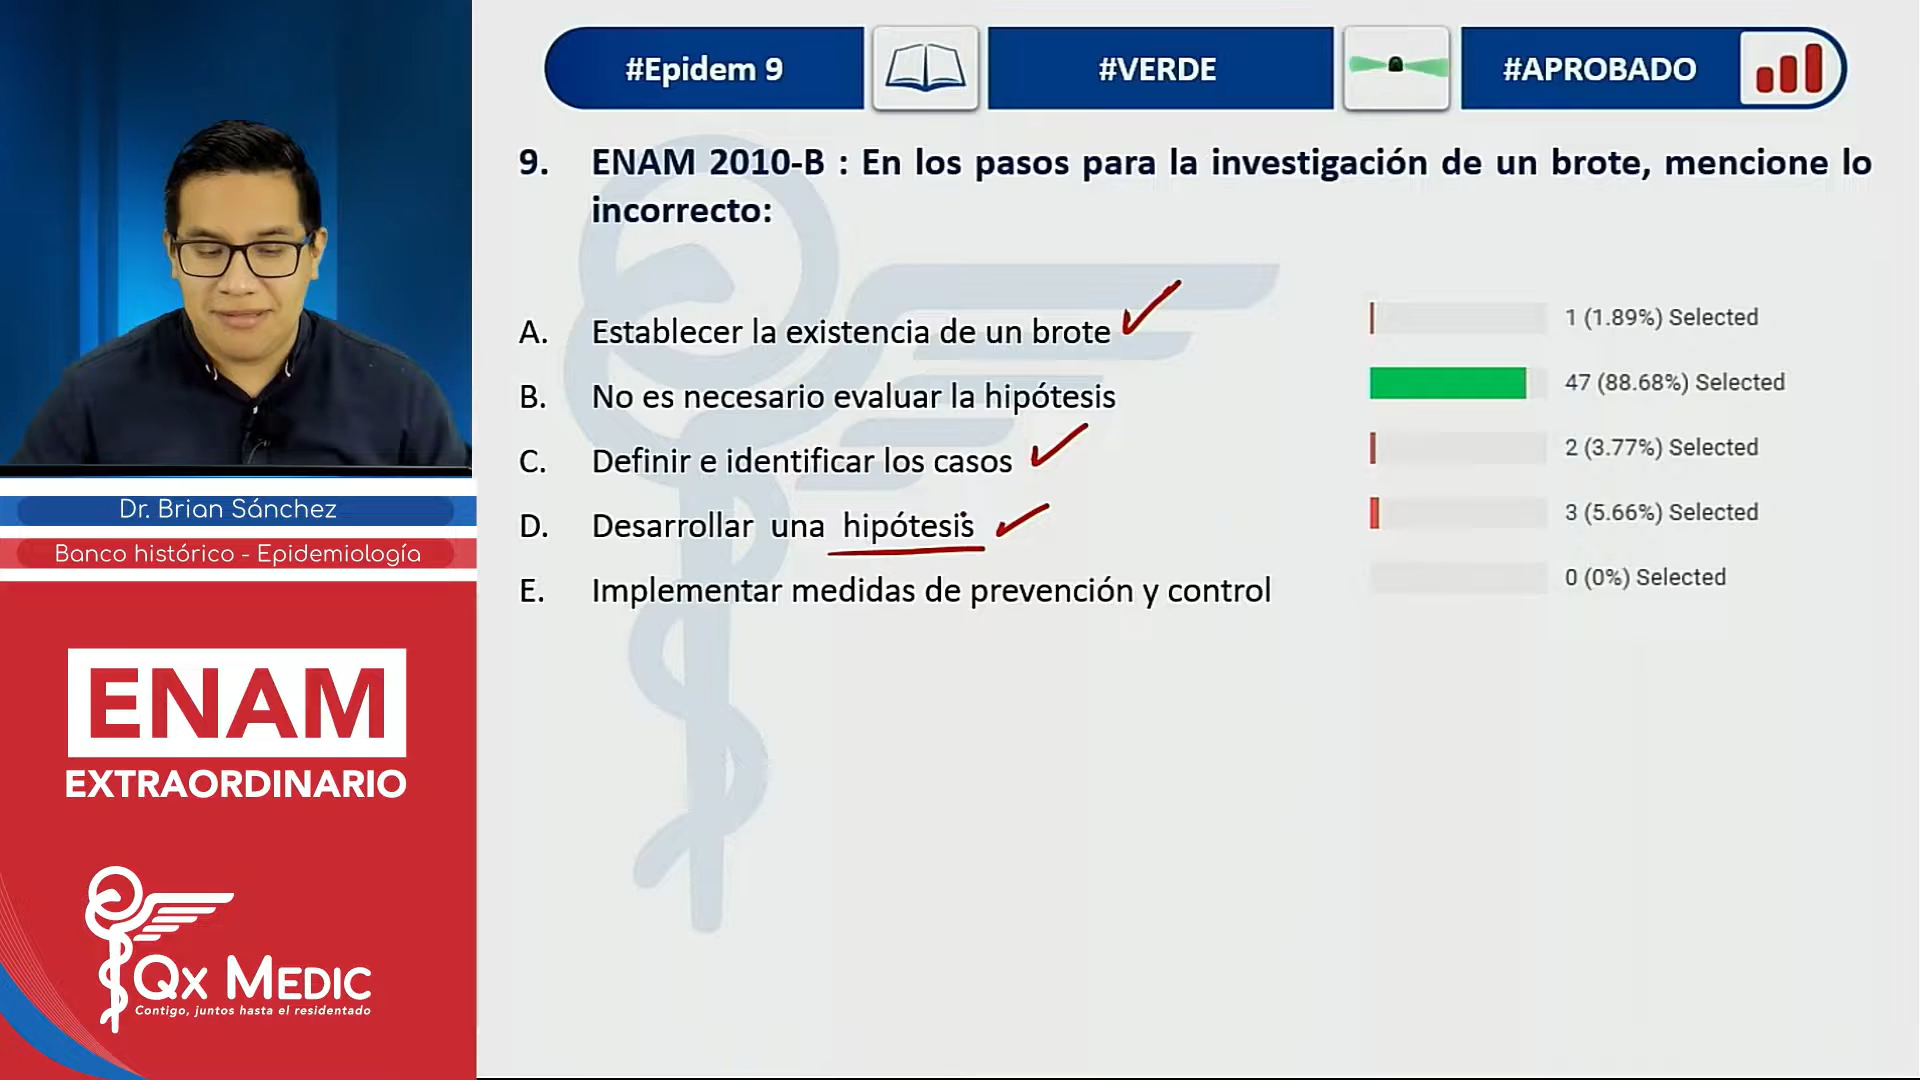 #Epidem 9
#VERDE
#APROBADO
9. ENAM 2010-B : En los pasos para la investigación de un brote, mencione lo
incorrecto:
A. Establecer la existencia de un brote
1 (1.89%) Selected
B. No es necesario evaluar la hipótesis
47 (88.68%) Selected
C. Definir e identificar los casos
2 (3.77%) Selected
D. Desarrollar una hipótesis
3 (5.66%) Selected
E. Implementar medidas de prevención y control
0 (0%) Selected
Dr. Brian Sánchez
Banco histórico - Epidemiología
ENAM
EXTRAORDINARIO
QX MEDIC
Contigo, juntos hasta el residentado